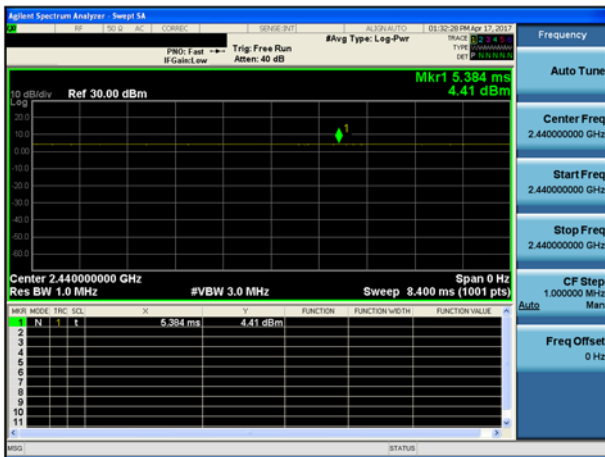 Agilent Spectrum Analyzer - Swept SA
RF 50 Ω AC CORREC SENSE:INT ALIGN AUTO 01:32:28 PM Apr 17, 2017
Frequency
#Avg Type: Log-Pwr
TRACE 1 2 3 4 5 6
TYPE
DET P N N N N N
PNO: Fast
IFGain:Low
Trig: Free Run
Atten: 40 dB
Auto Tune
Mkr1 5.384 ms
4.41 dBm
10 dB/div
Log
Ref 30.00 dBm
20.0
10.0
0.00
-10.0
-20.0
-30.0
-40.0
-50.0
-60.0
1
Center Freq
2.440000000 GHz
Start Freq
2.440000000 GHz
Stop Freq
2.440000000 GHz
Center 2.440000000 GHz
Span 0 Hz
Res BW 1.0 MHz
#VBW 3.0 MHz
Sweep 8.400 ms (1001 pts)
CF Step
1.000000 MHz
Auto Man
Freq Offset
0 Hz
MKR MODE TRC SCL X Y FUNCTION FUNCTION WIDTH FUNCTION VALUE
1 N 1 t 5.384 ms 4.41 dBm
2
3
4
5
6
7
8
9
10
11
MSG
STATUS